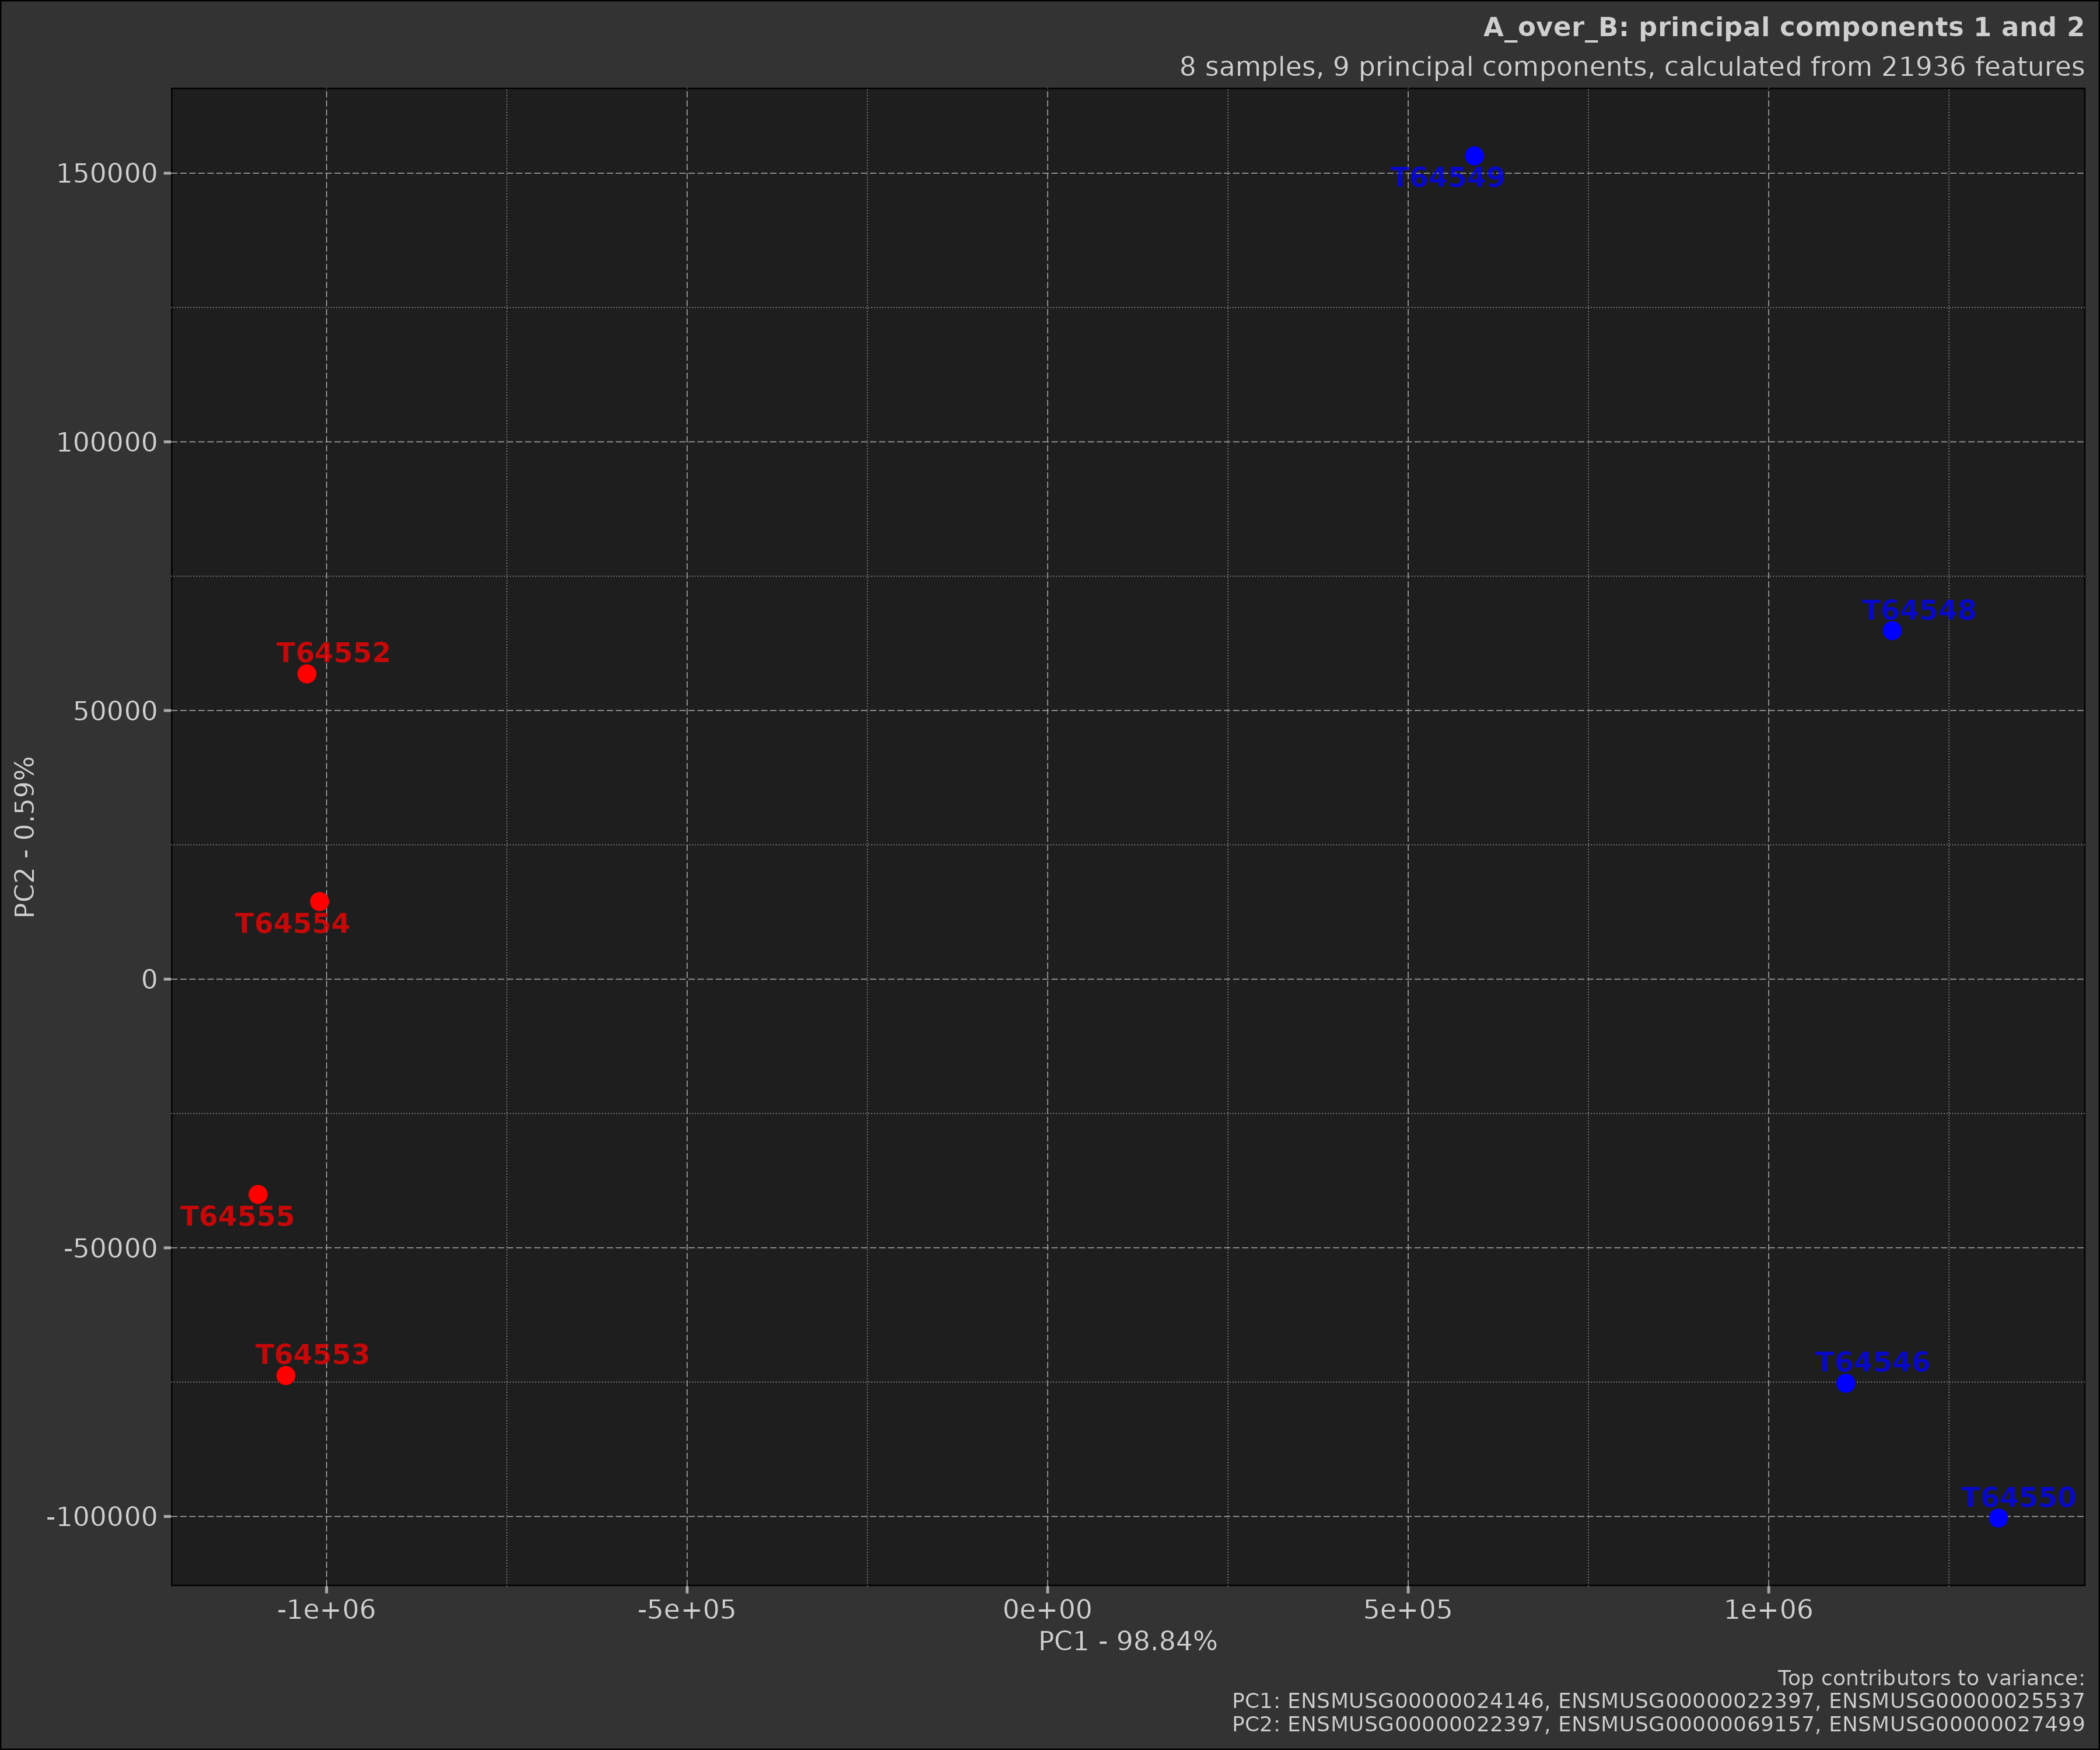 A_over_B: principal components 1 and 2
8 samples, 9 principal components, calculated from 21936 features
150000
100000
50000
0
-50000
-100000
PC2 - 0.59%
T64549
T64548
T64552
T64554
T64555
T64553
T64546
T64550
-1e+06
-5e+05
0e+00
5e+05
1e+06
PC1 - 98.84%
Top contributors to variance:
PC1: ENSMUSG00000024146, ENSMUSG00000022397, ENSMUSG00000025537
PC2: ENSMUSG00000022397, ENSMUSG00000069157, ENSMUSG00000027499